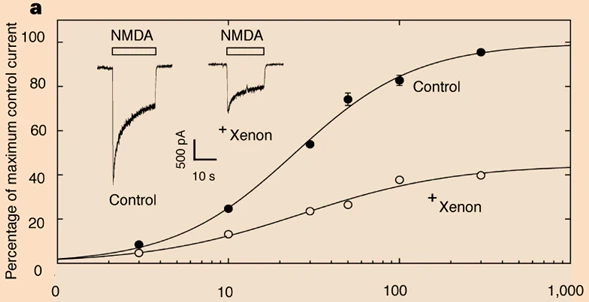 a
Percentage of maximum control current
100
80
60
40
20
0
NMDA
NMDA
+
Xenon
500 pA
10 s
Control
Control
+
Xenon
0
10
100
1,000